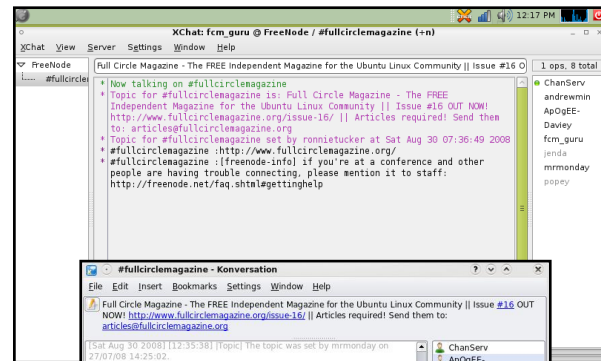 12:17 PM
XChat: fcm_guru @ FreeNode / #fullcirclemagazine (+n)
XChat View Server Settings Window Help
FreeNode
#fullcircle
Full Circle Magazine - The FREE Independent Magazine for the Ubuntu Linux Community || Issue #16 O
1 ops, 8 total
* Now talking on #fullcirclemagazine
* Topic for #fullcirclemagazine is: Full Circle Magazine - The FREE
Independent Magazine for the Ubuntu Linux Community || Issue #16 OUT NOW!
http://www.fullcirclemagazine.org/issue-16/ || Articles required! Send them
to: articles@fullcirclemagazine.org
* Topic for #fullcirclemagazine set by ronnietucker at Sat Aug 30 07:36:49 2008
* #fullcirclemagazine :http://www.fullcirclemagazine.org/
* #fullcirclemagazine :[freenode-info] if you're at a conference and other
people are having trouble connecting, please mention it to staff:
http://freenode.net/faq.shtml#gettinghelp
ChanServ
andrewmin
ApOgEE-
Daviey
fcm_guru
jenda
mrmonday
popey
#fullcirclemagazine - Konversation
File Edit Insert Bookmarks Settings Window Help
Full Circle Magazine - The FREE Independent Magazine for the Ubuntu Linux Community || Issue #16 OUT
NOW! http://www.fullcirclemagazine.org/issue-16/ || Articles required! Send them to:
articles@fullcirclemagazine.org
[Sat Aug 30 2008] [12:35:38] [Topic] The topic was set by mrmonday on
27/07/08 14:25:02.
ChanServ
ApOgEE-